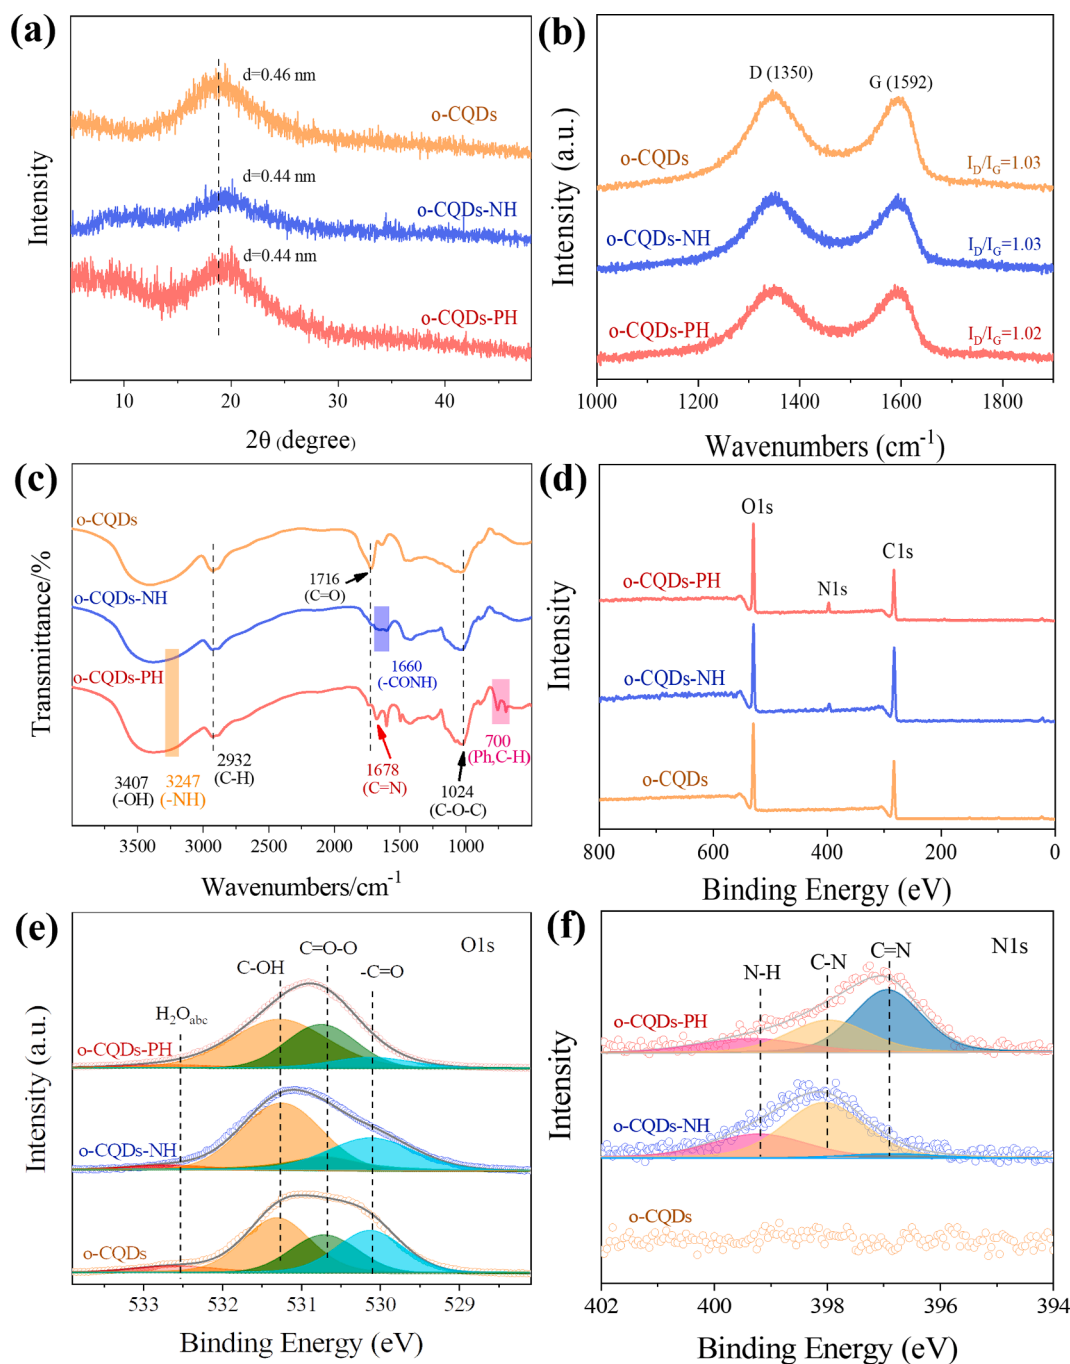 (a)
d=0.46 nm
o-CQDs
d=0.44 nm
o-CQDs-NH
d=0.44 nm
o-CQDs-PH
Intensity
10 20 30 40
2θ (degree)
(b)
D (1350)
G (1592)
o-CQDs
I_D/I_G=1.03
o-CQDs-NH
I_D/I_G=1.03
o-CQDs-PH
I_D/I_G=1.02
Intensity (a.u.)
1000 1200 1400 1600 1800
Wavenumbers (cm⁻¹)
(c)
o-CQDs
1716
(C=O)
o-CQDs-NH
1660
(-CONH)
o-CQDs-PH
3407
(-OH)
3247
(-NH)
2932
(C-H)
1678
(C=N)
1024
(C-O-C)
700
(Ph,C-H)
Transmittance/%
3500 3000 2500 2000 1500 1000
Wavenumbers/cm⁻¹
(d)
O1s
C1s
N1s
o-CQDs-PH
o-CQDs-NH
o-CQDs
Intensity
800 600 400 200 0
Binding Energy (eV)
(e)
O1s
C=O-O
C-OH
-C=O
H₂Oabc
o-CQDs-PH
o-CQDs-NH
o-CQDs
Intensity (a.u.)
533 532 531 530 529
Binding Energy (eV)
(f)
N1s
C=N
C-N
N-H
o-CQDs-PH
o-CQDs-NH
o-CQDs
Intensity
402 400 398 396 394
Binding Energy (eV)